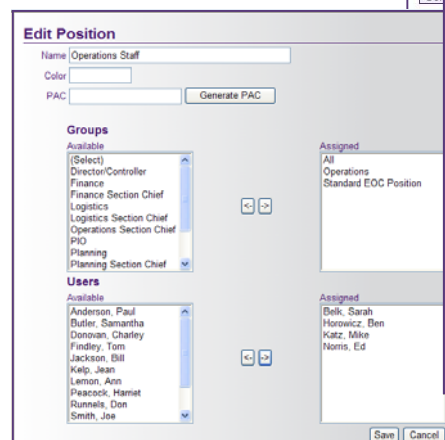 Edit Position
Name Operations Staff
Color
PAC Generate PAC
Groups
Available
(Select)
Director/Controller
Finance
Finance Section Chief
Logistics
Logistics Section Chief
Operations Section Chief
PIO
Planning
Planning Section Chief
<- ->
Assigned
All
Operations
Standard EOC Position
Users
Available
Anderson, Paul
Butler, Samantha
Donovan, Charley
Findley, Tom
Jackson, Bill
Kelp, Jean
Lemon, Ann
Peacock, Harriet
Runnels, Don
Smith, Joe
<- ->
Assigned
Belk, Sarah
Horowicz, Ben
Katz, Mike
Norris, Ed
Save Cancel